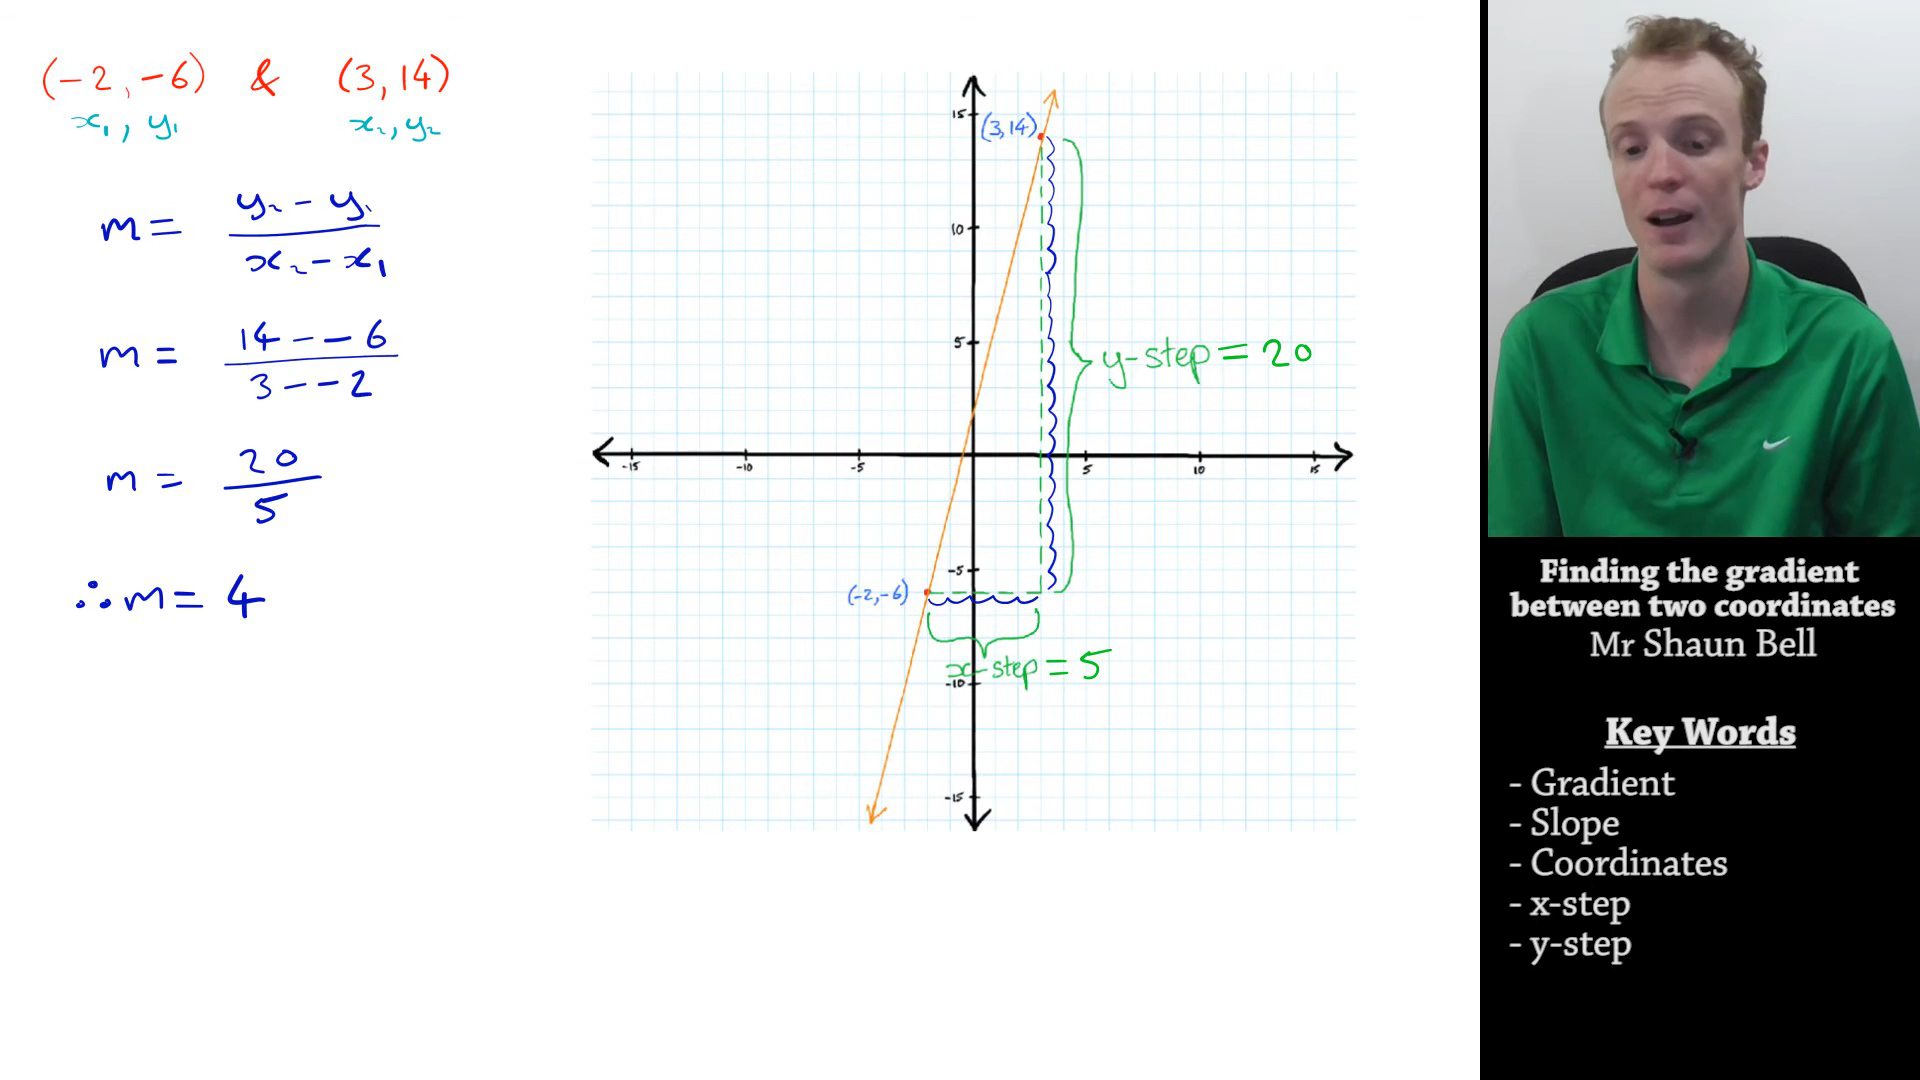 (-2, -6) & (3, 14)
x₁, y₁ x₂, y₂
m = y₂ - y₁
x₂ - x₁
m = 14 - - 6
3 - - 2
m = 20
5
∴ m = 4
15
(3, 14)
10
5
y-step = 20
-15 -10 -5 5 10 15
-5
(-2, -6)
x-step = 5
-10
-15
Finding the gradient
between two coordinates
Mr Shaun Bell
Key Words
- Gradient
- Slope
- Coordinates
- x-step
- y-step